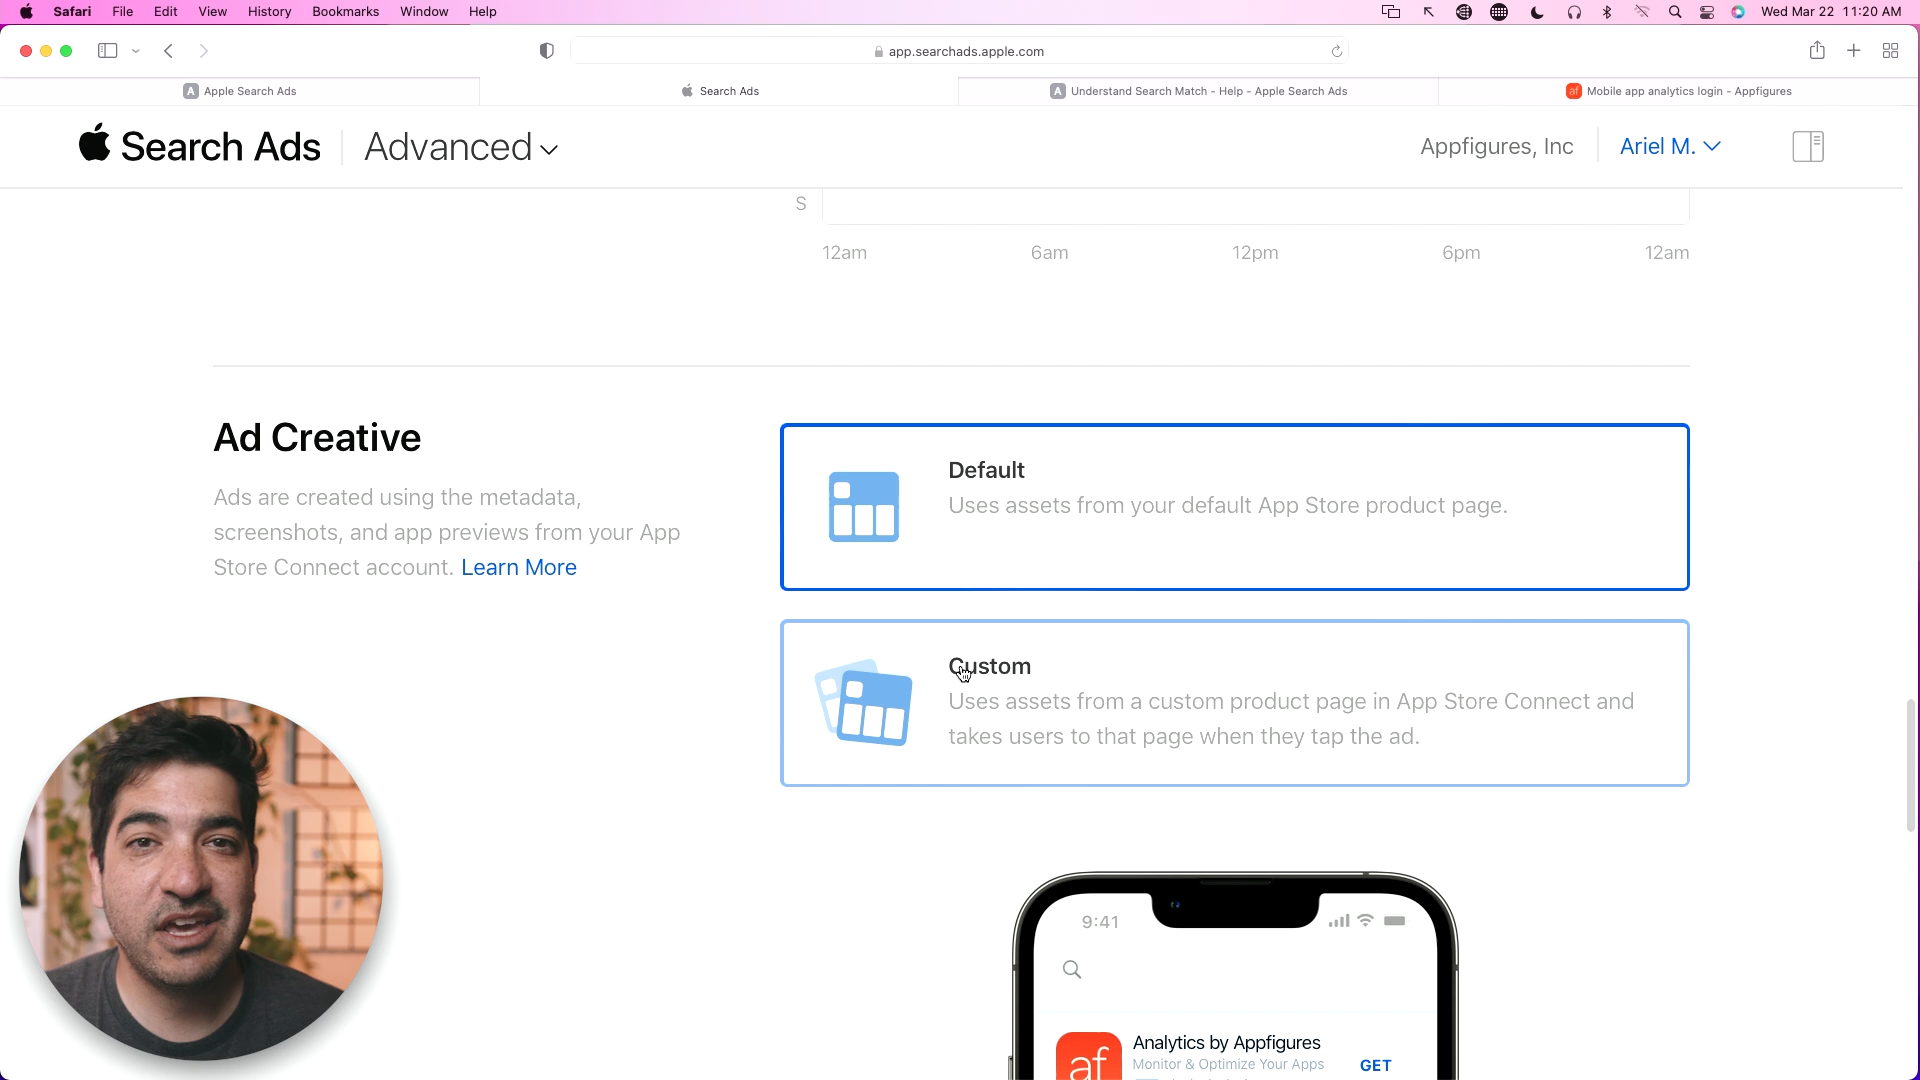 Safari File Edit View History Bookmarks Window Help Wed Mar 22 11:20 AM
app.searchads.apple.com
A Apple Search Ads Search Ads A Understand Search Match - Help - Apple Search Ads af Mobile app analytics login - Appfigures
Search Ads Advanced Appfigures, Inc Ariel M.
S
12am 6am 12pm 6pm 12am
Ad Creative
Ads are created using the metadata,
screenshots, and app previews from your App
Store Connect account. Learn More
Default
Uses assets from your default App Store product page.
Custom
Uses assets from a custom product page in App Store Connect and
takes users to that page when they tap the ad.
9:41
af
Analytics by Appfigures
Monitor & Optimize Your Apps
GET